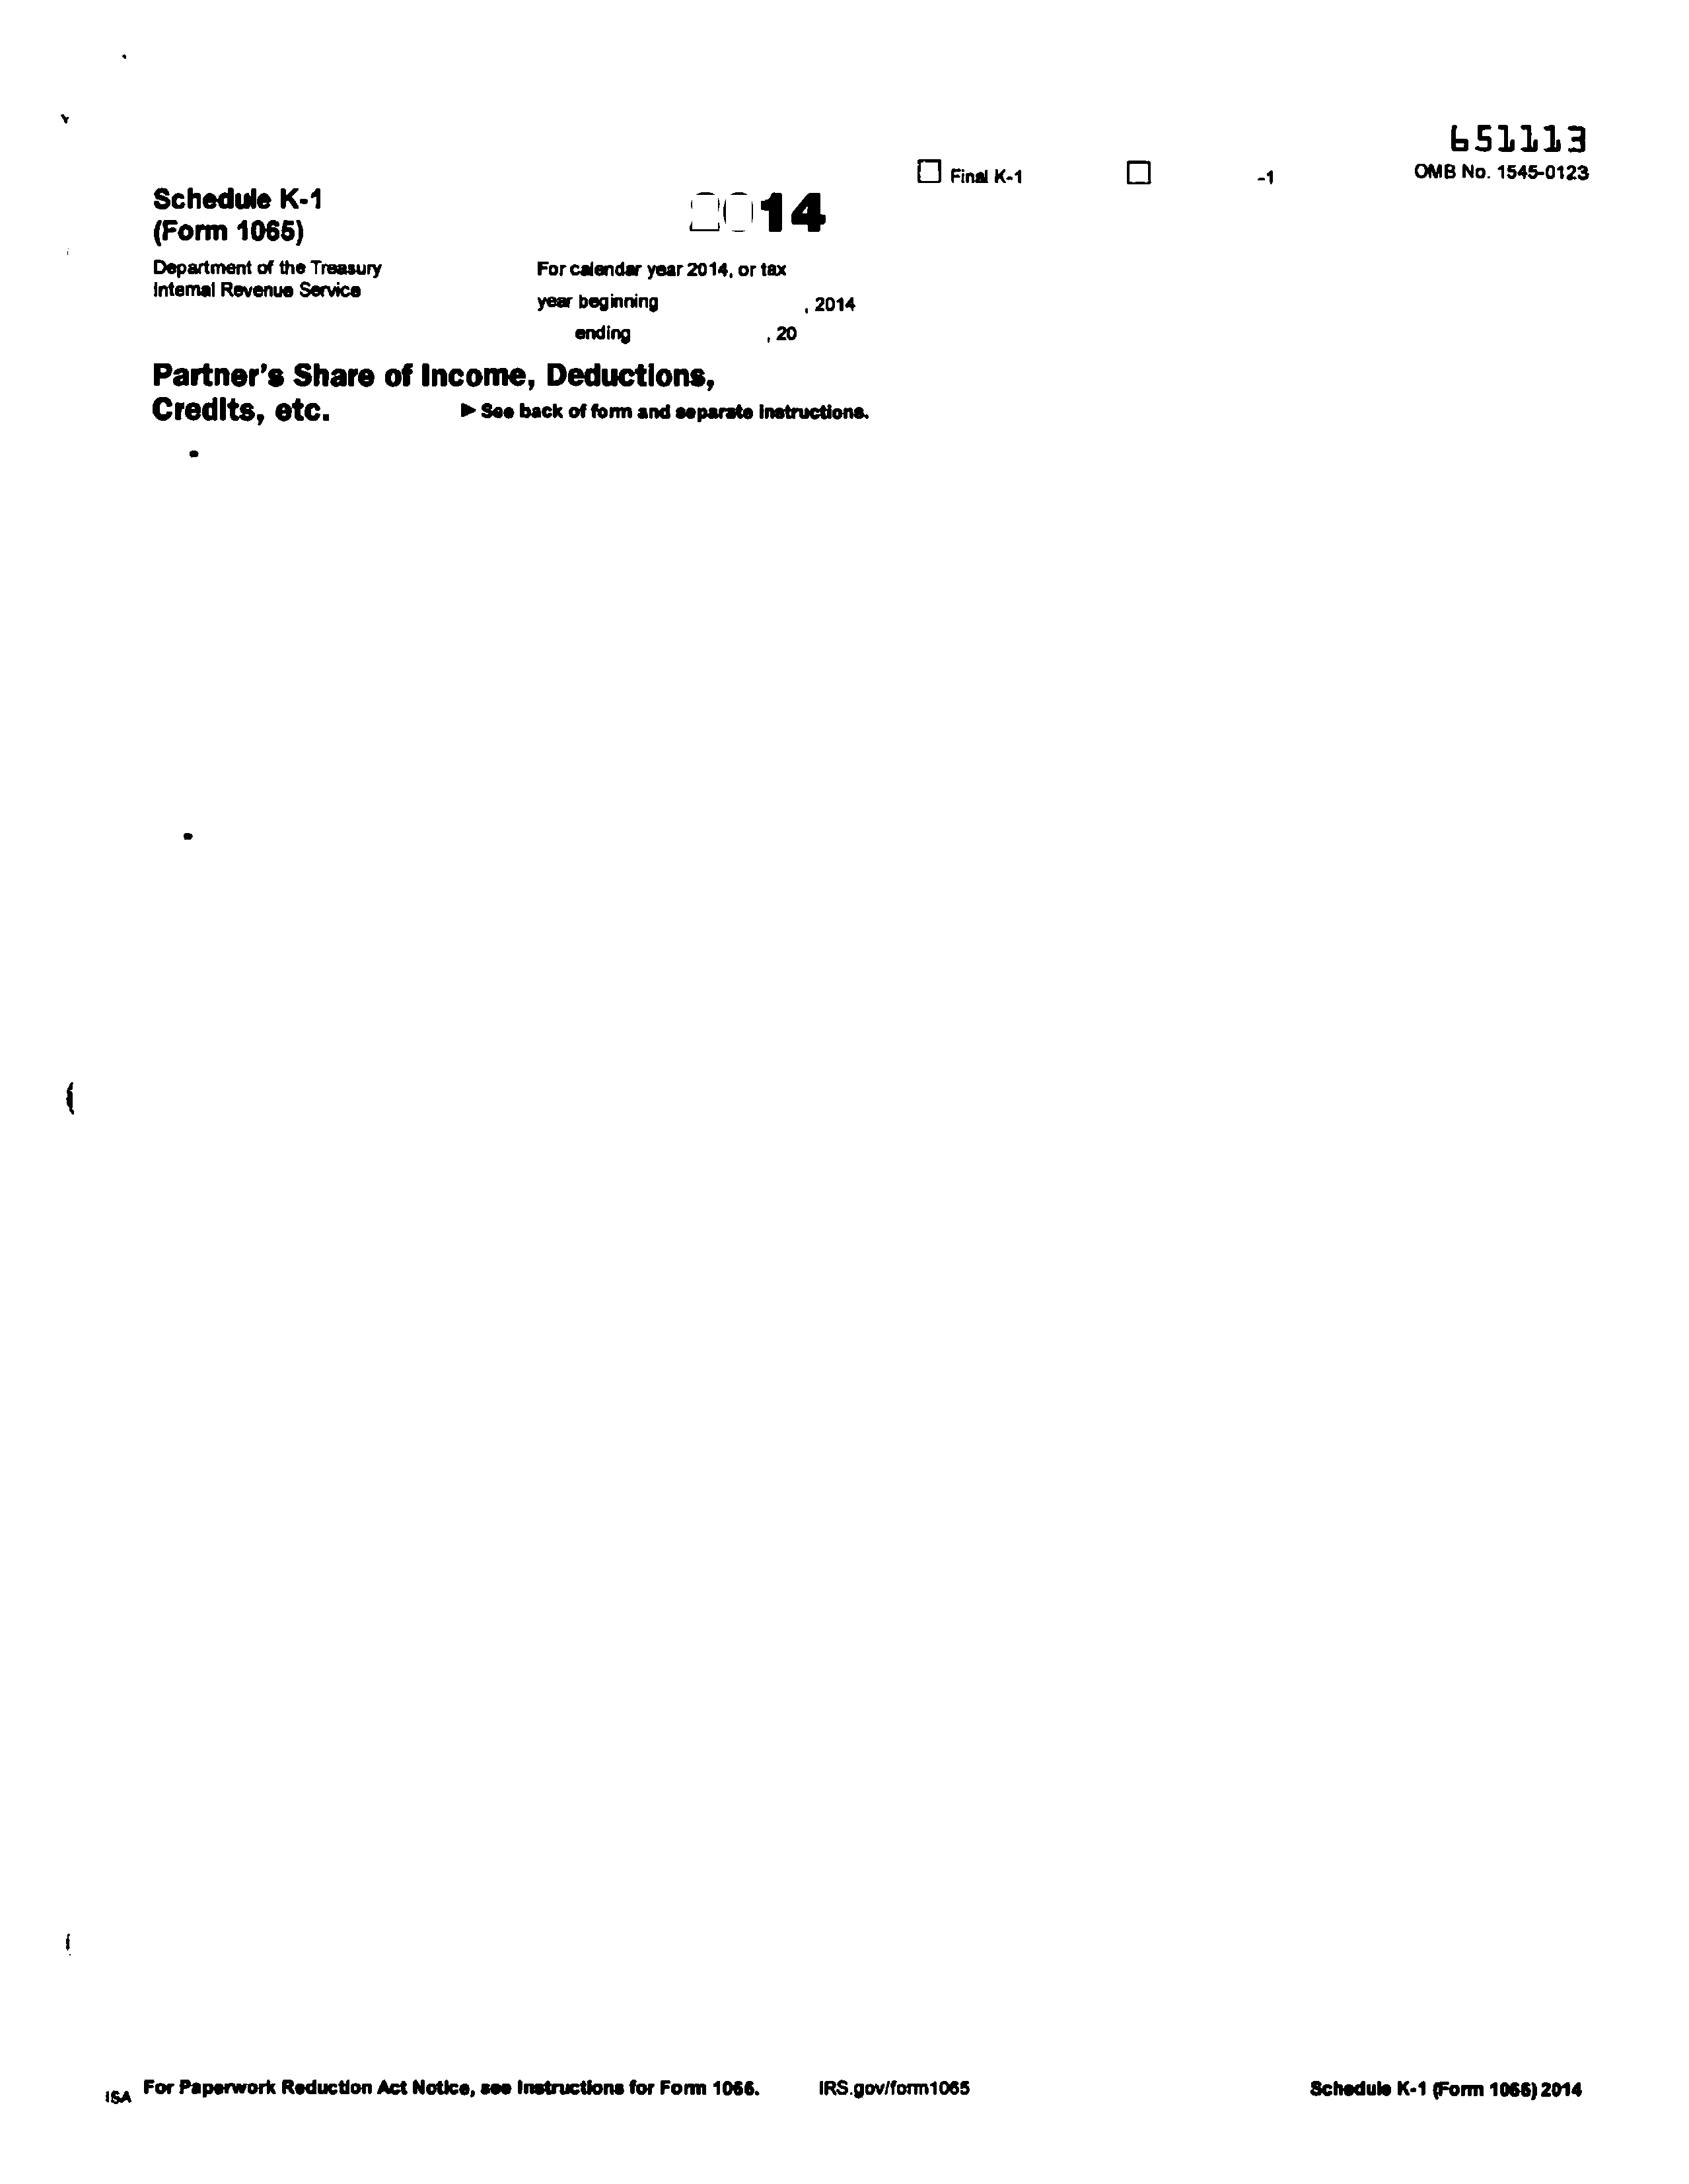 651113
☐ Final K-1 ☐ -1 OMB No. 1545-0123
Schedule K-1
(Form 1065)
2014
Department of the Treasury
Internal Revenue Service
For calendar year 2014, or tax
year beginning , 2014
ending , 20
Partner's Share of Income, Deductions,
Credits, etc. ▶ See back of form and separate instructions.
ISA For Paperwork Reduction Act Notice, see Instructions for Form 1065. IRS.gov/form1065 Schedule K-1 (Form 1065) 2014